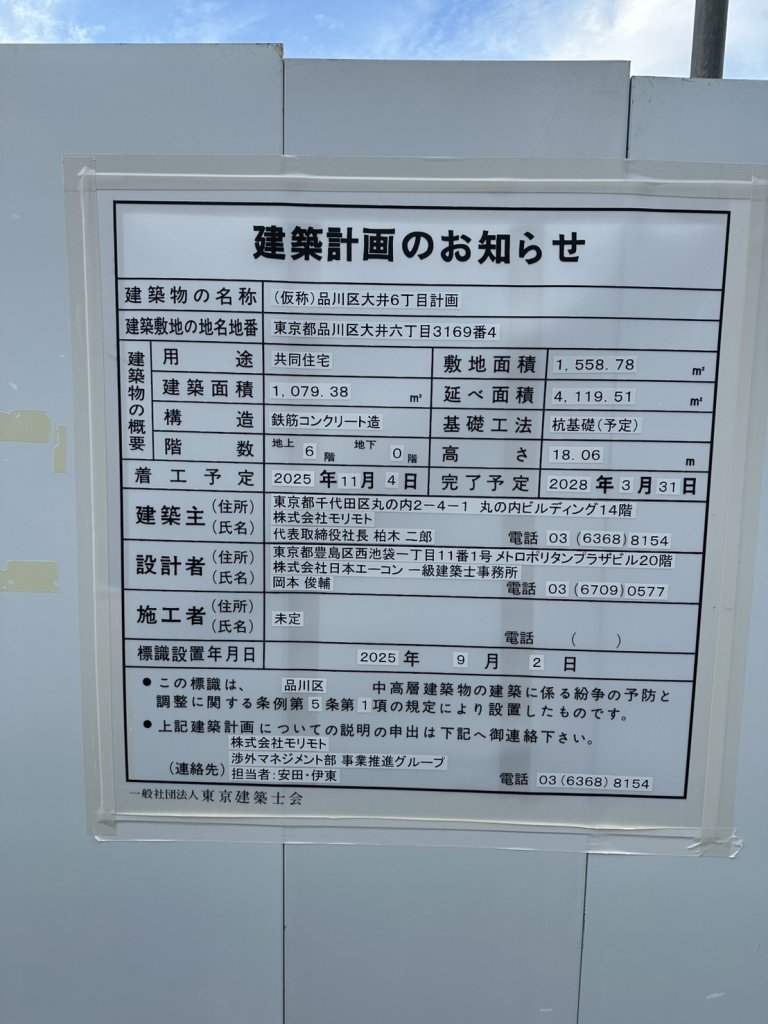 建築計画のお知らせ
建築物の名称 (仮称)品川区大井6丁目計画
建築敷地の地名地番 東京都品川区大井六丁目3169番4
建築物の概要
用途 共同住宅 敷地面積 1,558.78 m²
建築面積 1,079.38 m² 延べ面積 4,119.51 m²
構造 鉄筋コンクリート造 基礎工法 杭基礎(予定)
階数 地上 6 階 地下 0 階 高さ 18.06 m
着工予定 2025 年 11 月 4 日 完了予定 2028 年 3 月 31 日
建築主 (住所) 東京都千代田区丸の内2-4-1 丸の内ビルディング14階
株式会社モリモト
(氏名) 代表取締役社長 柏木 二郎 電話 03 (6368) 8154
設計者 (住所) 東京都豊島区西池袋一丁目11番1号 メトロポリタンプラザビル20階
株式会社日本エーコン 一級建築士事務所
(氏名) 岡本 俊輔 電話 03 (6709) 0577
施工者 (住所) (氏名) 未定
電話 ( )
標識設置年月日 2025 年 9 月 2 日
●この標識は、 品川区 中高層建築物の建築に係る紛争の予防と
調整に関する条例第 5 条第 1 項の規定により設置したものです。
●上記建築計画についての説明の申出は下記へ御連絡下さい。
株式会社モリモト
渉外マネジメント部 事業推進グループ
(連絡先) 担当者:安田・伊東 電話 03 (6368) 8154
一般社団法人 東京建築士会